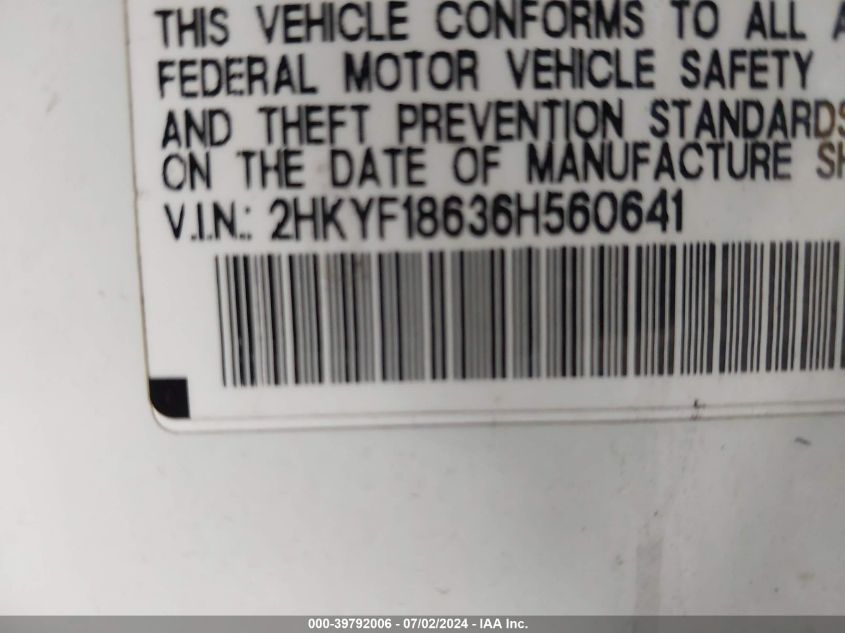 THIS VEHICLE CONFORMS TO ALL
FEDERAL MOTOR VEHICLE SAFETY
AND THEFT PREVENTION STANDARDS
ON THE DATE OF MANUFACTURE
V.I.N.: 2HKYF18636H560641
000-39792006 - 07/02/2024 - IAA Inc.